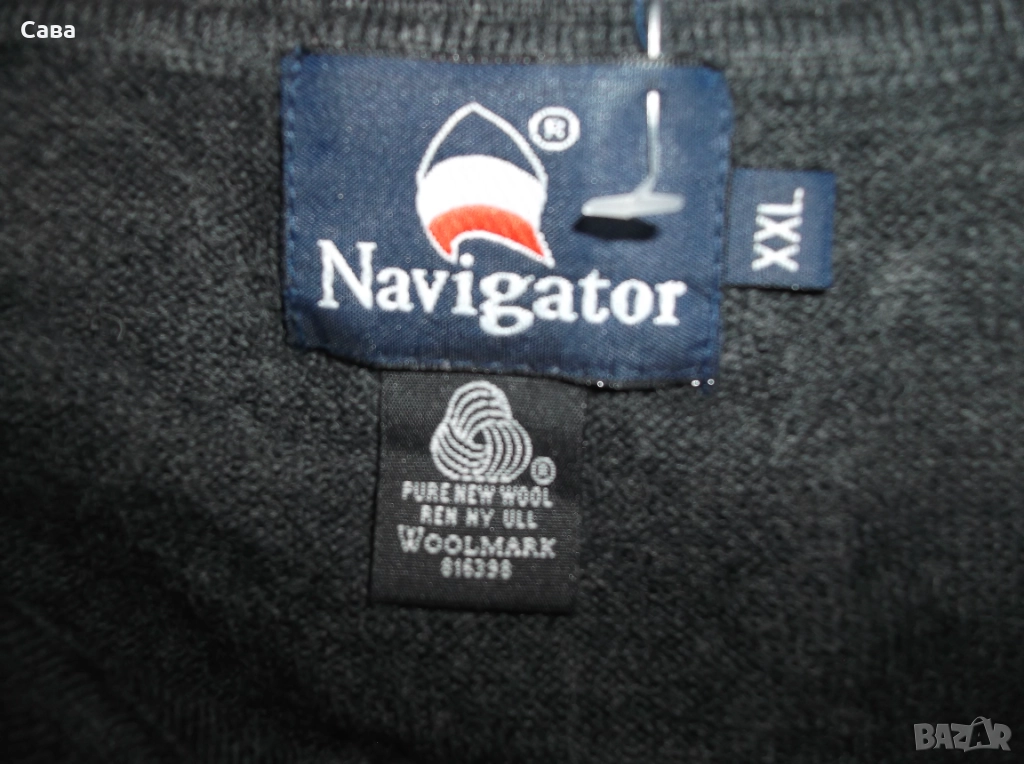 Сава
®
Navigator
XXL
®
PURE NEW WOOL
REN NY ULL
WOOLMARK
816398
BAZAR